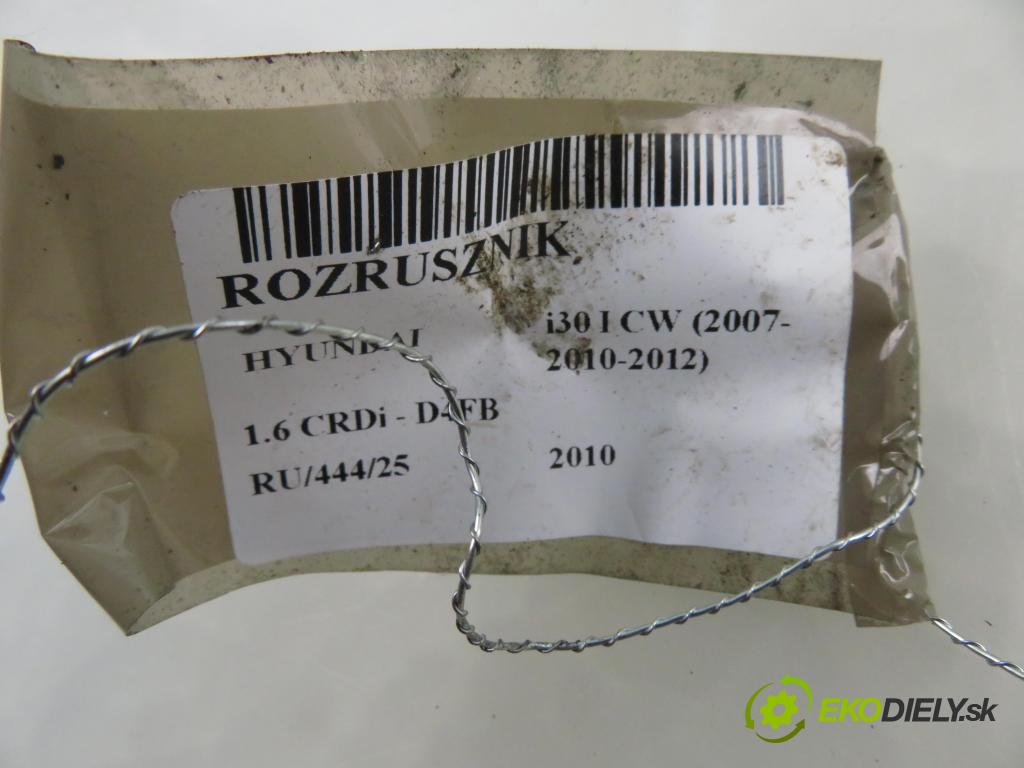 ROZRUSZNIK
HYUNDAI
i30 I CW (2007-
2010-2012)
1.6 CRDi - D4FB
RU/444/25
2010
EKODIELY.sk